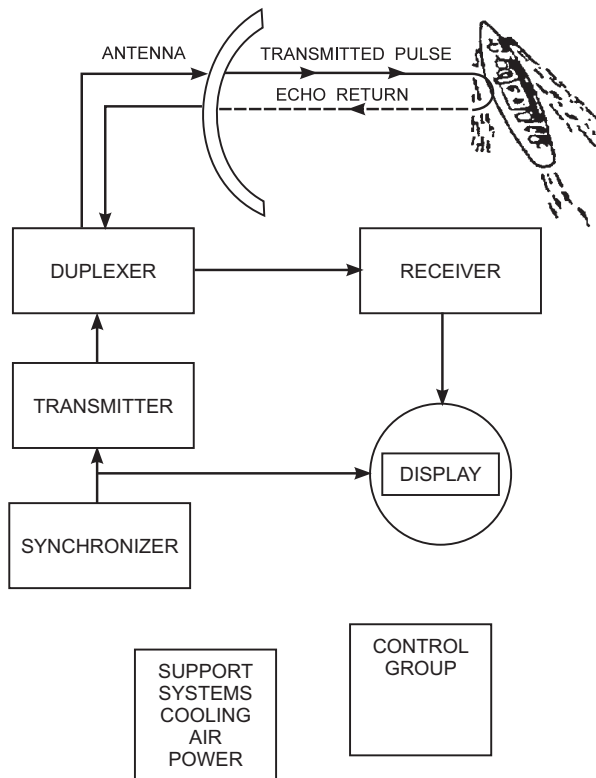 ANTENNA
TRANSMITTED PULSE
ECHO RETURN
DUPLEXER
RECEIVER
TRANSMITTER
DISPLAY
SYNCHRONIZER
CONTROL
GROUP
SUPPORT
SYSTEMS
COOLING
AIR
POWER